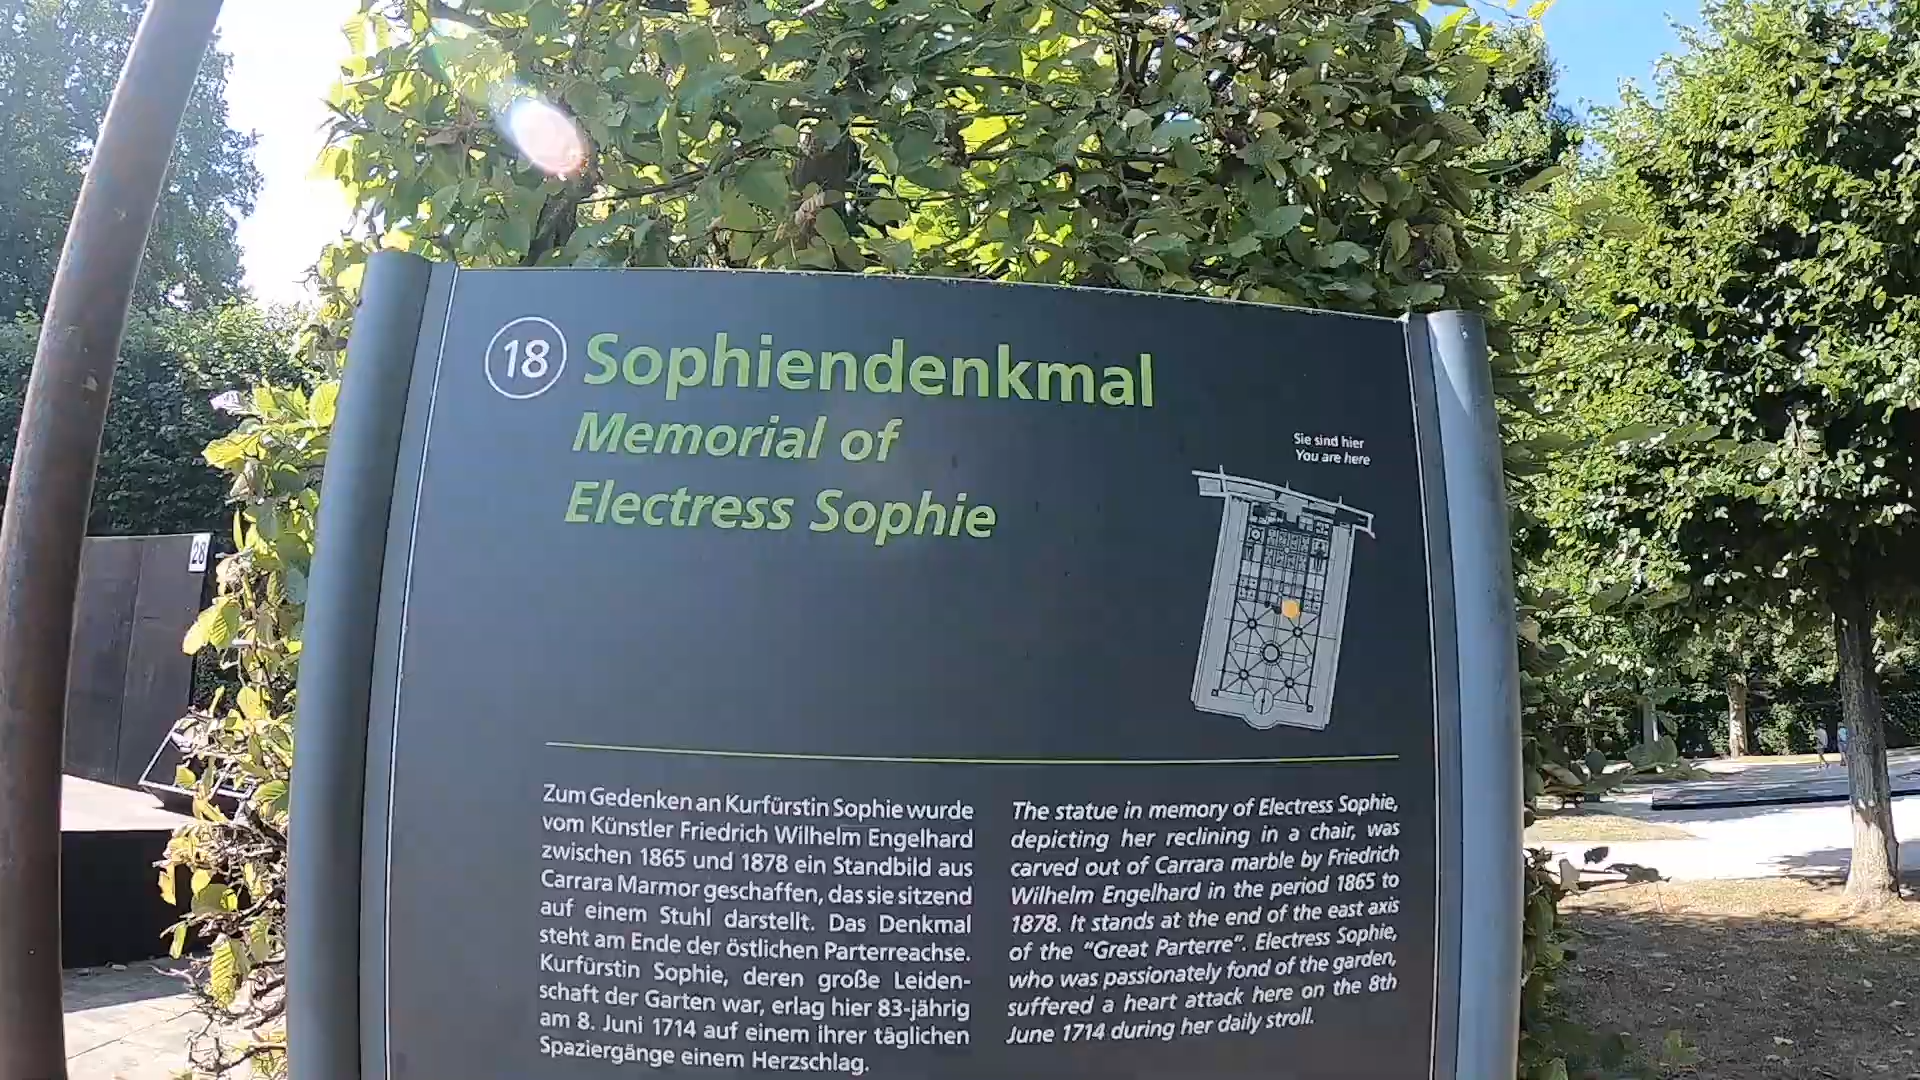 18 Sophiendenkmal
Memorial of
Electress Sophie
Sie sind hier
You are here
28
Zum Gedenken an Kurfürstin Sophie wurde
vom Künstler Friedrich Wilhelm Engelhard
zwischen 1865 und 1878 ein Standbild aus
Carrara Marmor geschaffen, das sie sitzend
auf einem Stuhl darstellt. Das Denkmal
steht am Ende der östlichen Parterreachse.
Kurfürstin Sophie, deren große Leiden-
schaft der Garten war, erlag hier 83-jährig
am 8. Juni 1714 auf einem ihrer täglichen
Spaziergänge einem Herzschlag.
The statue in memory of Electress Sophie,
depicting her reclining in a chair, was
carved out of Carrara marble by Friedrich
Wilhelm Engelhard in the period 1865 to
1878. It stands at the end of the east axis
of the "Great Parterre". Electress Sophie,
who was passionately fond of the garden,
suffered a heart attack here on the 8th
June 1714 during her daily stroll.